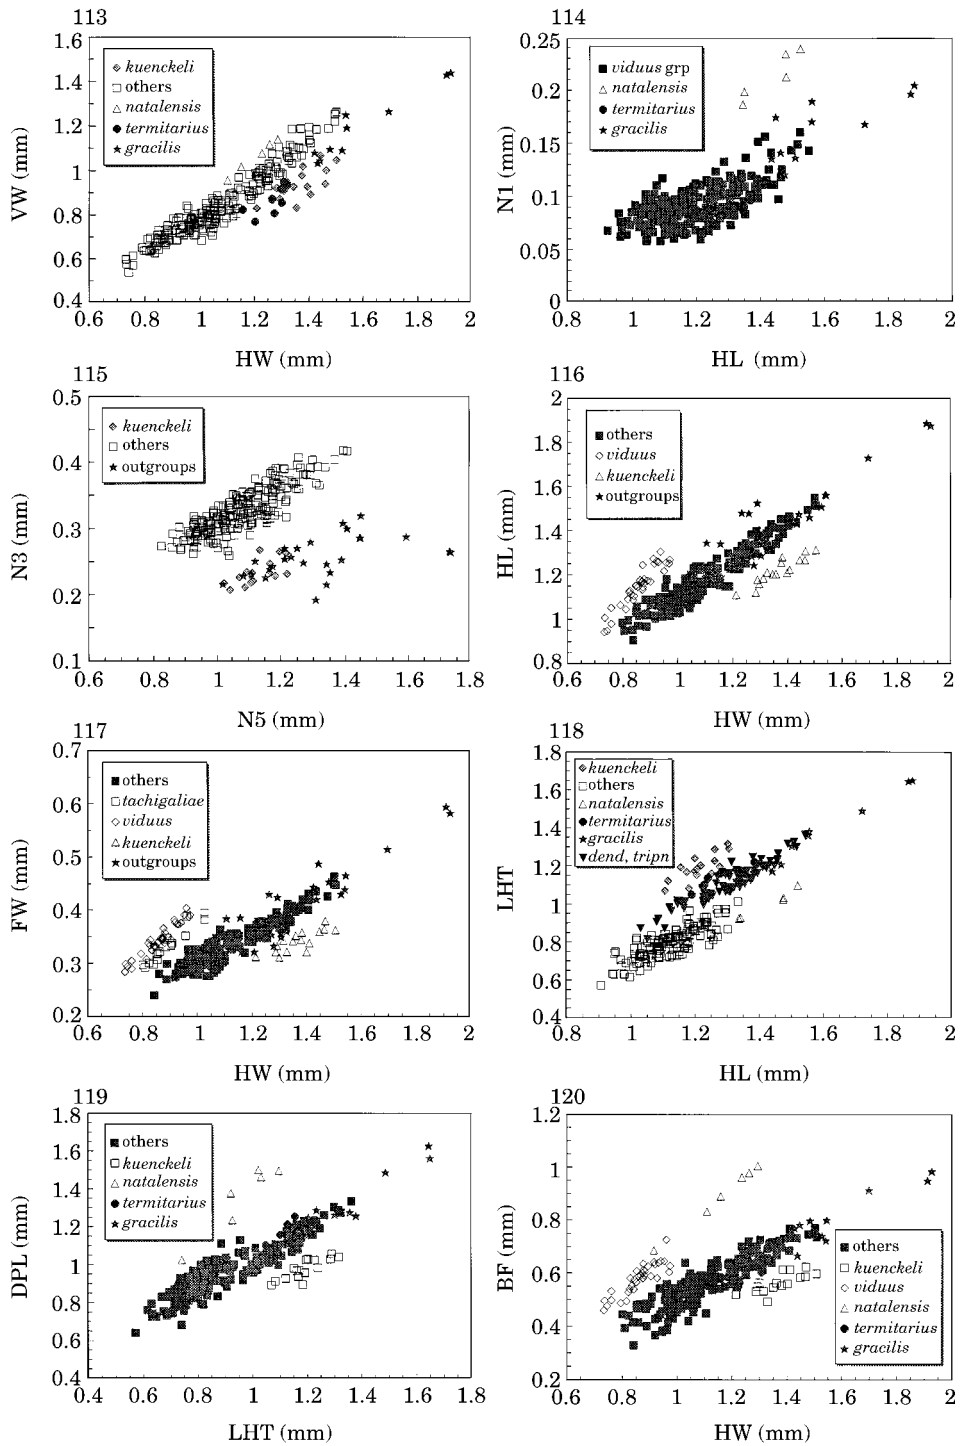 113
VW (mm)
1.6
1.4
1.2
1
0.8
0.6
0.4
kuenckeli
others
natalensis
termitarius
gracilis
0.6 0.8 1 1.2 1.4 1.6 1.8 2
HW (mm)
114
N1 (mm)
0.25
0.20
0.15
0.10
0.05
0
viduus grp
natalensis
termitarius
gracilis
0.8 1 1.2 1.4 1.6 1.8 2
HL (mm)
115
N3 (mm)
0.5
0.4
0.3
0.2
0.1
kuenckeli
others
outgroups
0.6 0.8 1 1.2 1.4 1.6 1.8
N5 (mm)
116
HL (mm)
2
1.8
1.6
1.4
1.2
1
0.8
others
viduus
kuenckeli
outgroups
0.6 0.8 1 1.2 1.4 1.6 1.8 2
HW (mm)
117
FW (mm)
0.7
0.6
0.5
0.4
0.3
0.2
others
tachigaliae
viduus
kuenckeli
outgroups
0.6 0.8 1 1.2 1.4 1.6 1.8 2
HW (mm)
118
LHT
1.8
1.6
1.4
1.2
1
0.8
0.6
0.4
kuenckeli
others
natalensis
termitarius
gracilis
dend, tripn
0.8 1 1.2 1.4 1.6 1.8 2
HL (mm)
119
DPL (mm)
1.8
1.6
1.4
1.2
1
0.8
0.6
0.4
others
kuenckeli
natalensis
termitarius
gracilis
0.4 0.6 0.8 1 1.2 1.4 1.6 1.8
LHT (mm)
120
BF (mm)
1.2
1
0.8
0.6
0.4
0.2
others
kuenckeli
viduus
natalensis
termitarius
gracilis
0.6 0.8 1 1.2 1.4 1.6 1.8 2
HW (mm)